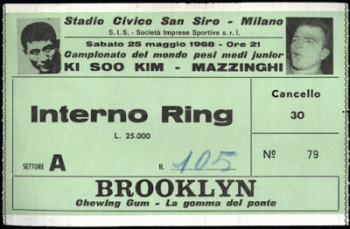 Stadio Civico San Siro - Milano
S.I.S. - Società Imprese Sportive s.r.l.
Sabato 25 maggio 1968 - Ore 21
Campionato del mondo pesi medi junior
KI SOO KIM - MAZZINGHI
Interno Ring
L. 25.000
SETTORE A
N. 105
Cancello
30
Nº 79
BROOKLYN
Chewing Gum - La gomma del ponte